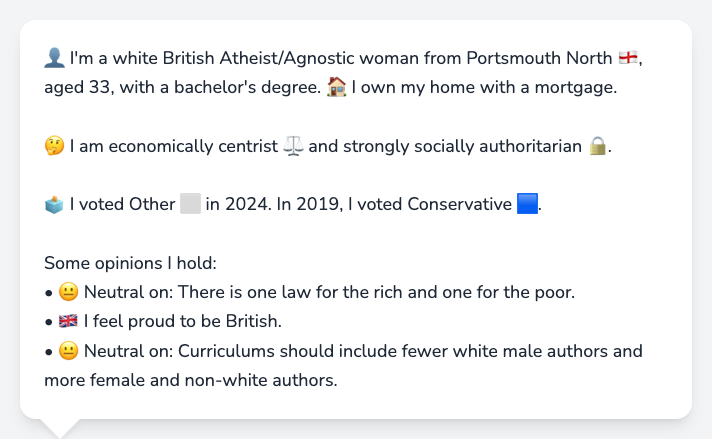 👤 I'm a white British Atheist/Agnostic woman from Portsmouth North 🏴󠁧󠁢󠁥󠁮󠁧󠁿,
aged 33, with a bachelor's degree. 🏠 I own my home with a mortgage.
🤔 I am economically centrist ⚖️ and strongly socially authoritarian 🔒.
🗳️ I voted Other ⬜ in 2024. In 2019, I voted Conservative 🟦.
Some opinions I hold:
• 😐 Neutral on: There is one law for the rich and one for the poor.
• 🇬🇧 I feel proud to be British.
• 😐 Neutral on: Curriculums should include fewer white male authors and
more female and non-white authors.